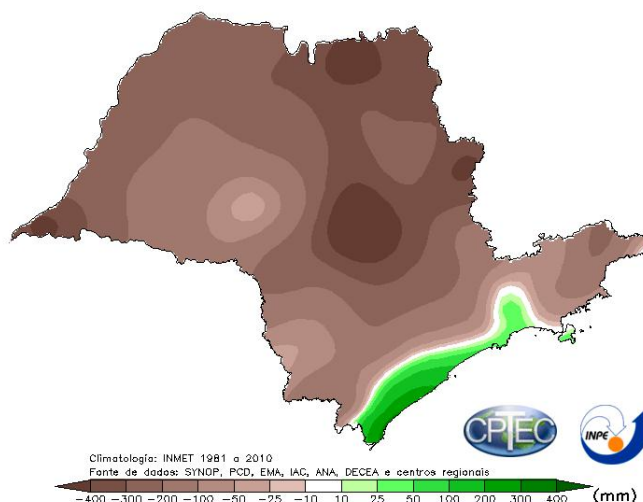 CPTEC
INPE
Climatologia: INMET 1981 a 2010
Fonte de dados: SYNOP, PCD, EMA, IAC, ANA, DECEA e centros regionais
-400 -300 -200 -100 -50 -25 -10 10 25 50 100 200 300 400 (mm)